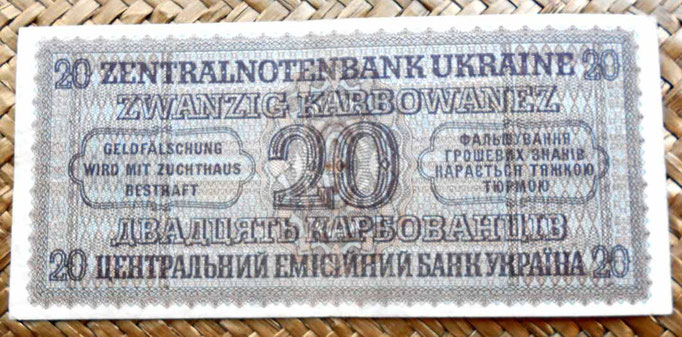 20 ZENTRALNOTENBANK UKRAINE 20
ZWANZIG KARBOWANEZ
GELDFÄLSCHUNG
WIRD MIT ZUCHTHAUS
BESTRAFT
20
ФАЛЬШУВАННЯ
ГРОШЕВИХ ЗНАКІВ
КАРАЄТЬСЯ ТЯЖКОЮ
ТЮРМОЮ
ДВАДЦЯТЬ КАРБОВАНЦІВ
20 ЦЕНТРАЛЬНИЙ ЕМІСІЙНИЙ БАНК УКРАЇНА 20